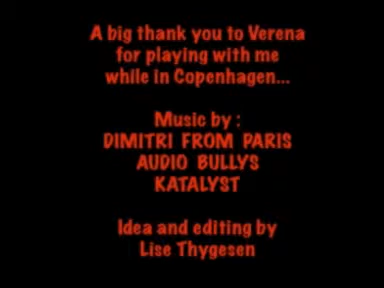 A big thank you to Verena
for playing with me
while in Copenhagen...
Music by :
DIMITRI FROM PARIS
AUDIO BULLYS
KATALYST
Idea and editing by
Lise Thygesen